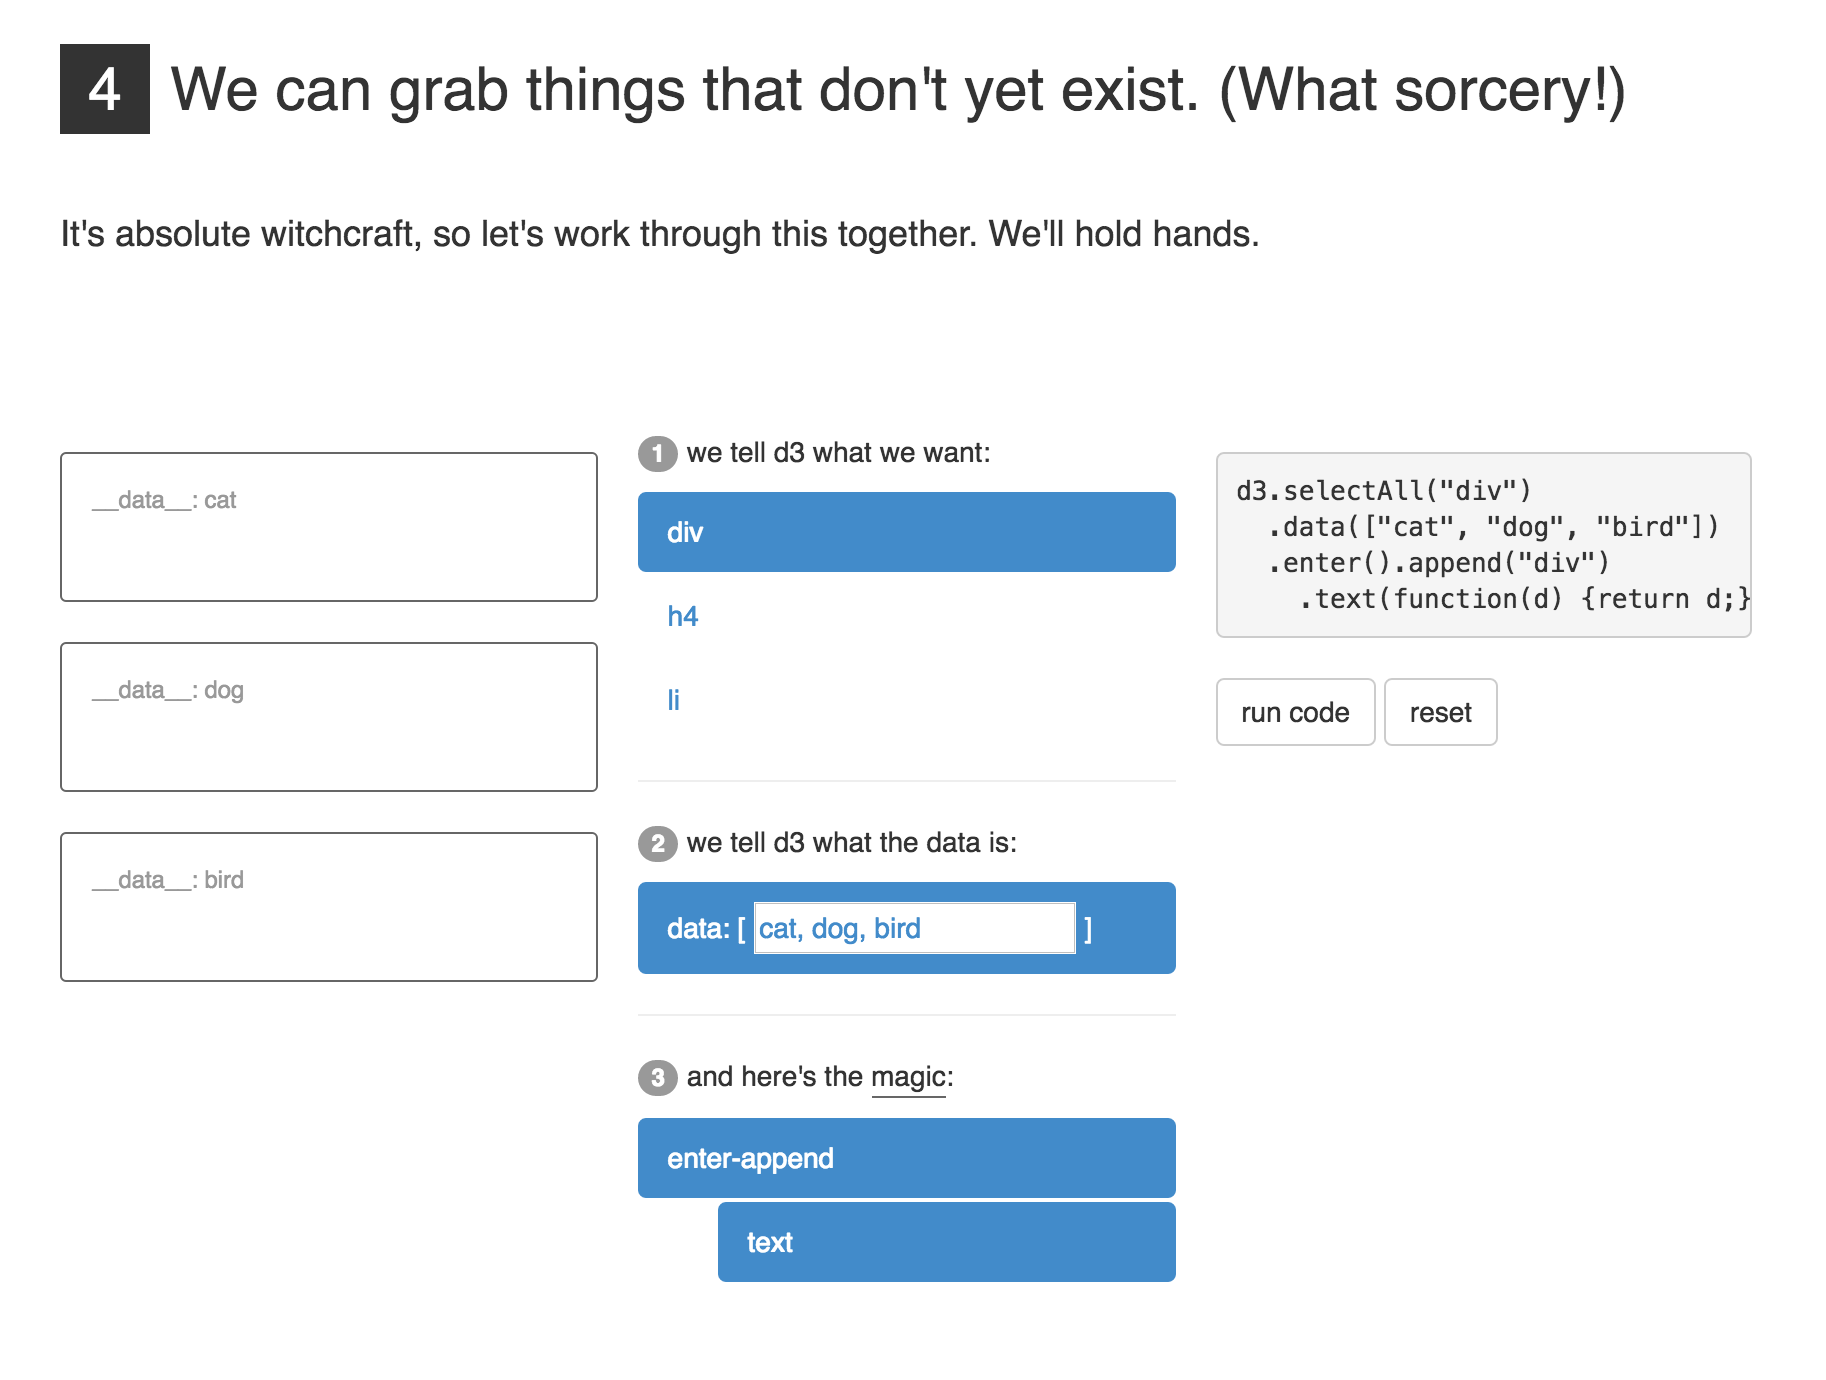 4 We can grab things that don't yet exist. (What sorcery!)
It's absolute witchcraft, so let's work through this together. We'll hold hands.
__data__: cat
__data__: dog
__data__: bird
1 we tell d3 what we want:
div
h4
li
2 we tell d3 what the data is:
data: [ cat, dog, bird ]
3 and here's the magic:
enter-append
text
d3.selectAll("div")
  .data(["cat", "dog", "bird"])
  .enter().append("div")
    .text(function(d) {return d;}
run code
reset